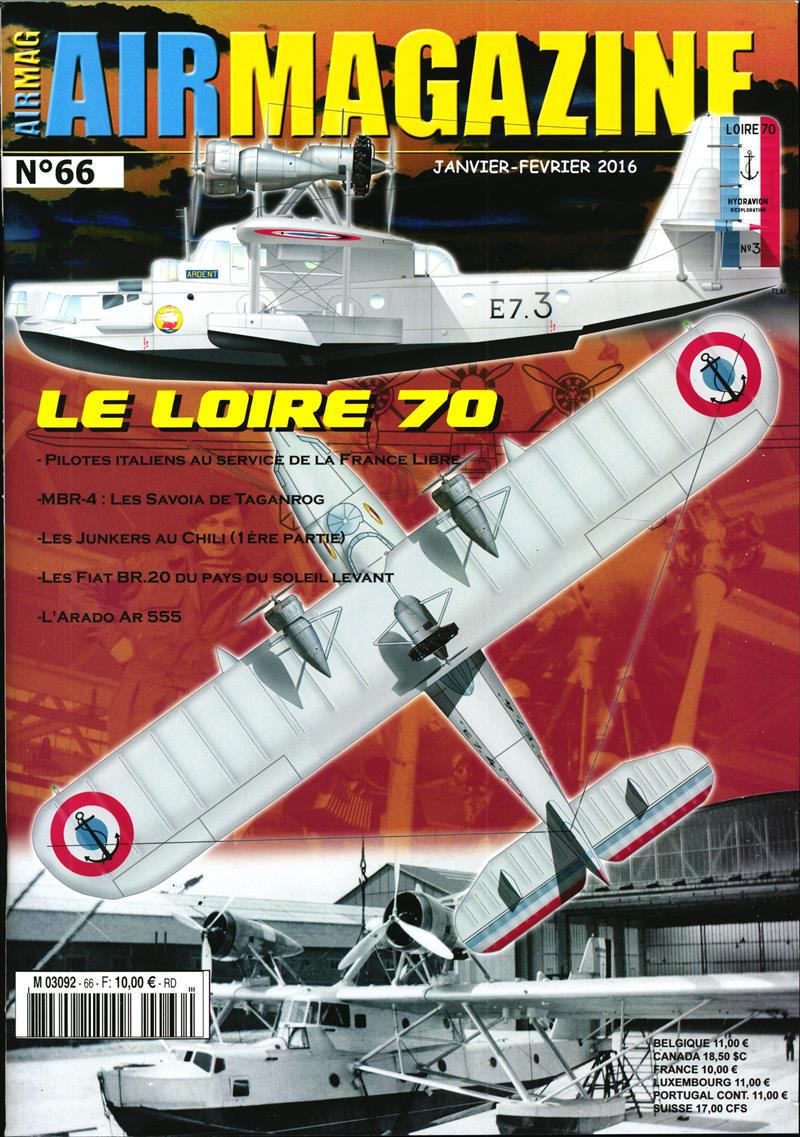 AIRMAG
AIRMAGAZINE
N°66
JANVIER-FEVRIER 2016
LOIRE 70
HYDRAVION
D'EXPLORATION
N°3
ARDENT
E7.3
LE LOIRE 70
- PILOTES ITALIENS AU SERVICE DE LA FRANCE LIBRE
-MBR-4 : LES SAVOIA DE TAGANROG
-LES JUNKERS AU CHILI (1ÈRE PARTIE)
-LES FIAT BR.20 DU PAYS DU SOLEIL LEVANT
-L'ARADO AR 555
M 03092 - 66 - F: 10,00 € - RD
BELGIQUE 11,00 €
CANADA 18,50 $C
FRANCE 10,00 €
LUXEMBOURG 11,00 €
PORTUGAL CONT. 11,00 €
SUISSE 17,00 CFS